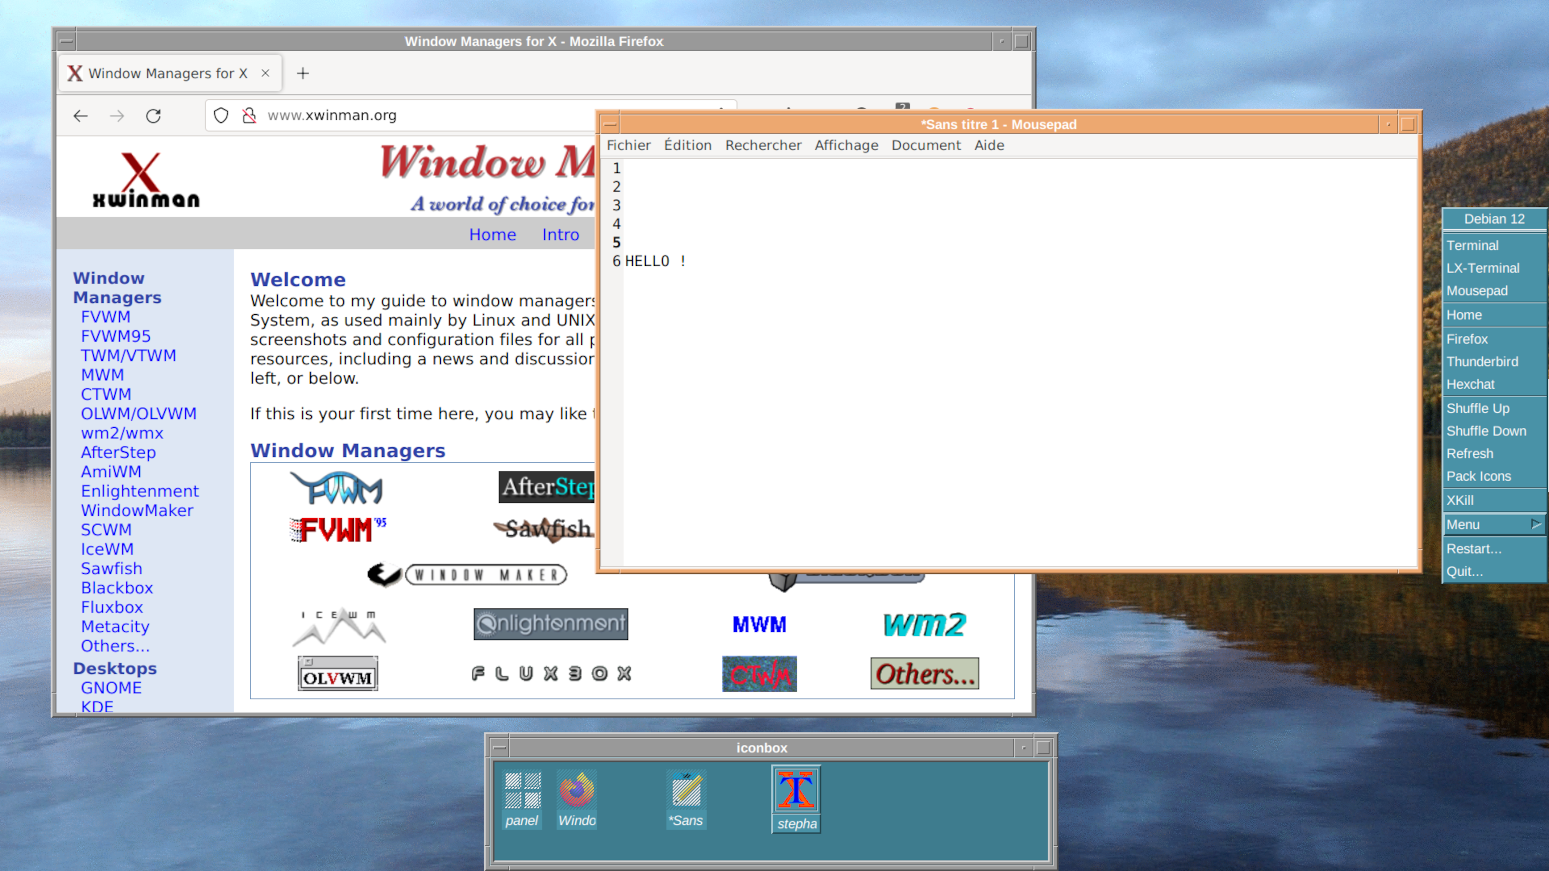 Window Managers for X - Mozilla Firefox
Window Managers for X
www.xwinman.org
xwinman
Window M
A world of choice for
Home Intro
Window
Managers
FVWM
FVWM95
TWM/VTWM
MWM
CTWM
OLWM/OLVWM
wm2/wmx
AfterStep
AmiWM
Enlightenment
WindowMaker
SCWM
IceWM
Sawfish
Blackbox
Fluxbox
Metacity
Others...
Desktops
GNOME
KDE
Welcome
Welcome to my guide to window managers
System, as used mainly by Linux and UNIX
screenshots and configuration files for all p
resources, including a news and discussion
left, or below.
If this is your first time here, you may like
Window Managers
FVWM AfterStep
FVWM '95 Sawfish
WINDOW MAKER
ICEWM enlightenment MWM wm2
OLVWM FLUXBOX CTWM Others...
*Sans titre 1 - Mousepad
Fichier Édition Rechercher Affichage Document Aide
1
2
3
4
5
6 HELLO !
Debian 12
Terminal
LX-Terminal
Mousepad
Home
Firefox
Thunderbird
Hexchat
Shuffle Up
Shuffle Down
Refresh
Pack Icons
XKill
Menu
Restart...
Quit...
iconbox
panel Windo *Sans stepha